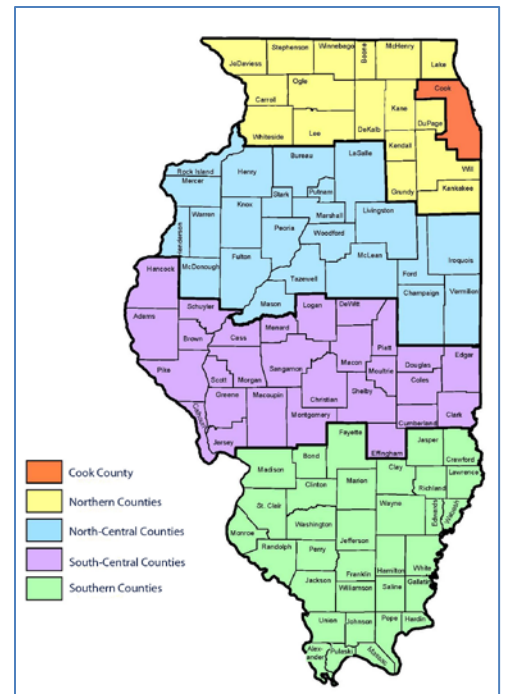 JoDaviess
Stephenson
Winnebago
Boone
McHenry
Lake
Carroll
Ogle
Kane
Cook
DuPage
Whiteside
Lee
DeKalb
Kendall
Will
Grundy
Kankakee
Rock Island
Mercer
Henry
Bureau
LaSalle
Stark
Putnam
Henderson
Warren
Knox
Marshall
Livingston
Peoria
Woodford
McLean
Iroquois
McDonough
Fulton
Tazewell
Ford
Mason
Champaign
Vermilion
Hancock
Schuyler
Logan
DeWitt
Adams
Brown
Cass
Menard
Piatt
Macon
Moultrie
Douglas
Edgar
Pike
Scott
Morgan
Sangamon
Christian
Shelby
Coles
Greene
Macoupin
Montgomery
Cumberland
Clark
Calhoun
Jersey
Effingham
Fayette
Jasper
Bond
Clay
Crawford
Madison
Clinton
Marion
Richland
Lawrence
St. Clair
Wayne
Edwards
Wabash
Monroe
Washington
Jefferson
Randolph
Perry
Franklin
Hamilton
White
Jackson
Williamson
Saline
Gallatin
Union
Johnson
Pope
Hardin
Alex-
ander
Pulaski
Massac
Cook County
Northern Counties
North-Central Counties
South-Central Counties
Southern Counties